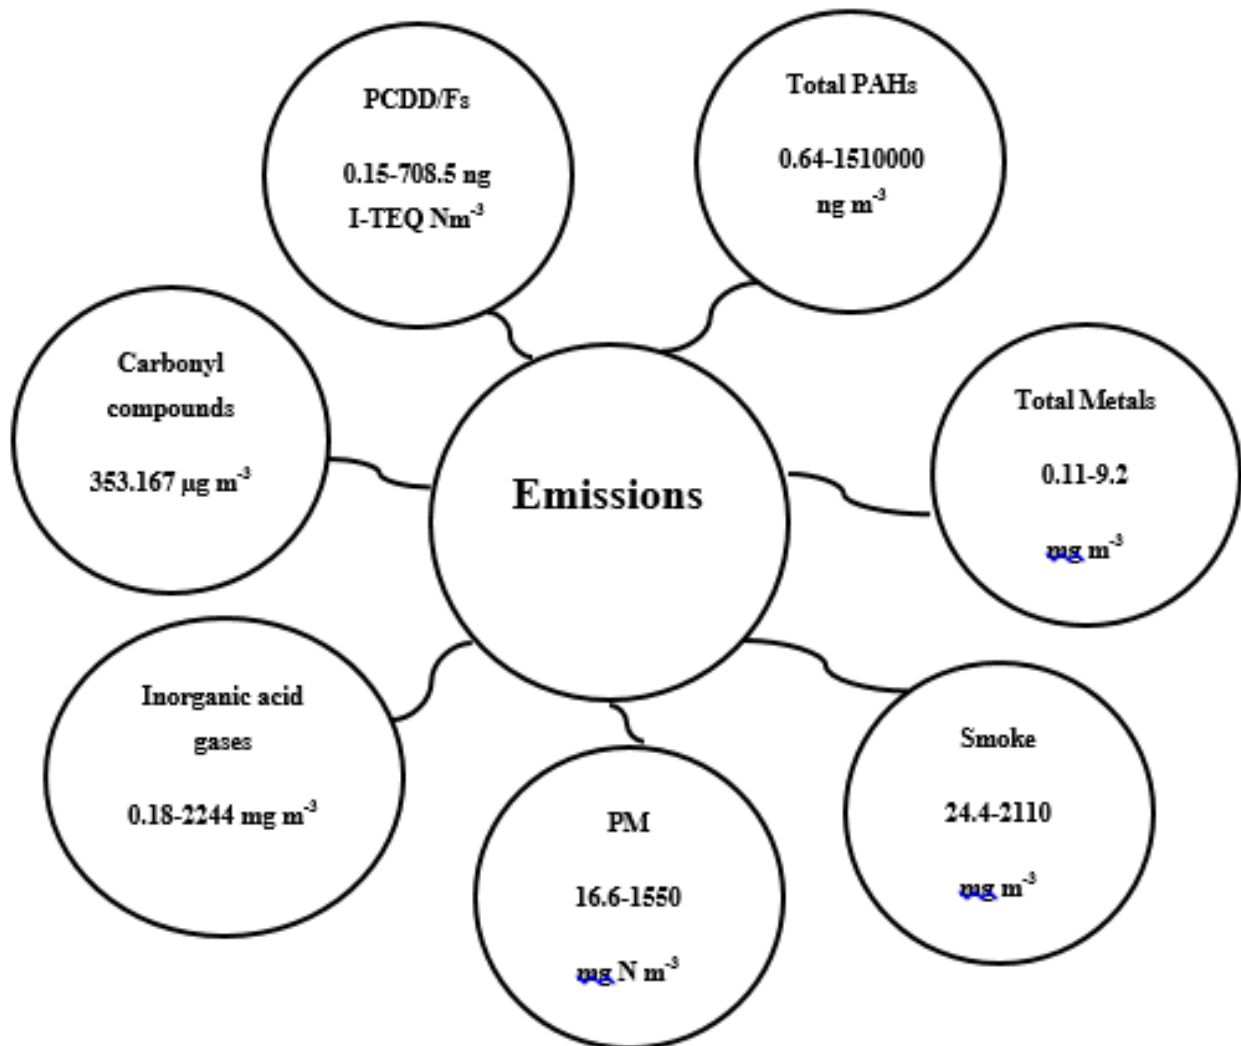 PCDD/Fs
0.15-708.5 ng
I-TEQ Nm⁻³
Total PAHs
0.64-1510000
ng m⁻³
Carbonyl
compounds
353.167 µg m⁻³
Total Metals
0.11-9.2
mg m⁻³
Emissions
Inorganic acid
gases
0.18-2244 mg m⁻³
PM
16.6-1550
mg N m⁻³
Smoke
24.4-2110
mg m⁻³